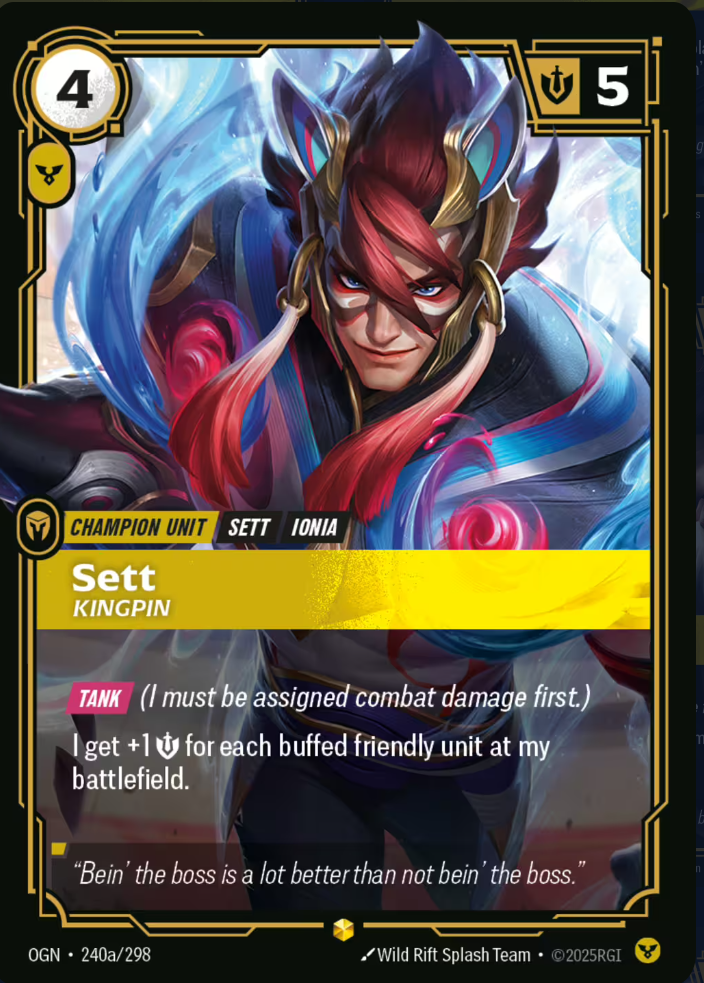 4
5
CHAMPION UNIT SETT IONIA
Sett
KINGPIN
TANK (I must be assigned combat damage first.)
I get +1 for each buffed friendly unit at my
battlefield.
“Bein’ the boss is a lot better than not bein’ the boss.”
OGN • 240a/298 Wild Rift Splash Team • ©2025RGI